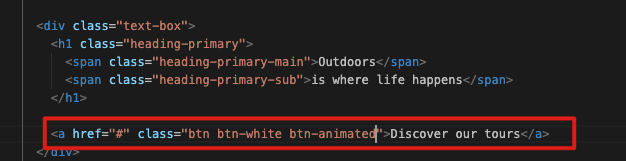 <div class="text-box">
<h1 class="heading-primary">
<span class="heading-primary-main">Outdoors</span>
<span class="heading-primary-sub">is where life happens</span>
</h1>
<a href="#" class="btn btn-white btn-animated">Discover our tours</a>
</div>